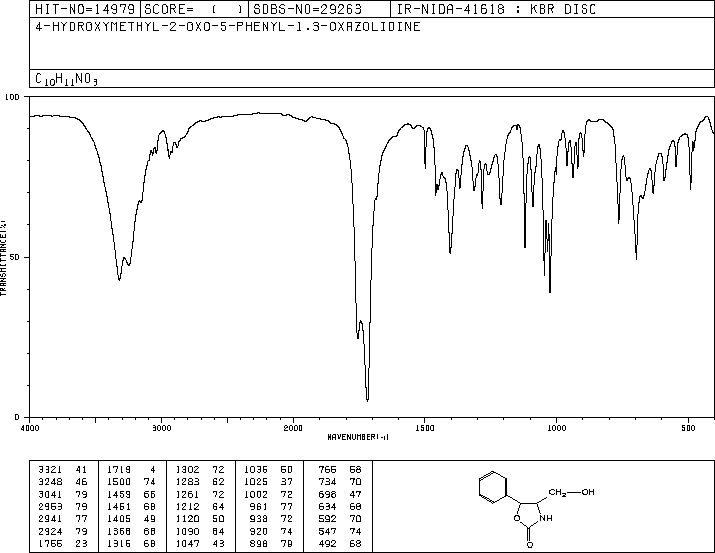 HIT-NO=14979 SCORE= ( ) SDBS-NO=29263 IR-NIDA-41618 : KBR DISC
4-HYDROXYMETHYL-2-OXO-5-PHENYL-1,3-OXAZOLIDINE
C10H11NO3
100
50
0
TRANSMITTANCE(%)
4000 3000 2000 1500 1000 500
WAVENUMBER(-1)
3321 41 1719 4 1302 72 1036 50 766 58
3248 46 1500 74 1283 62 1025 37 734 70
3041 79 1459 66 1261 72 1002 72 698 47
2969 79 1451 68 1212 64 961 77 634 68
2941 77 1405 49 1120 50 938 72 592 70
2924 79 1368 68 1090 64 920 74 547 74
1756 23 1316 68 1047 43 898 79 492 68
CH2 OH
O NH
O